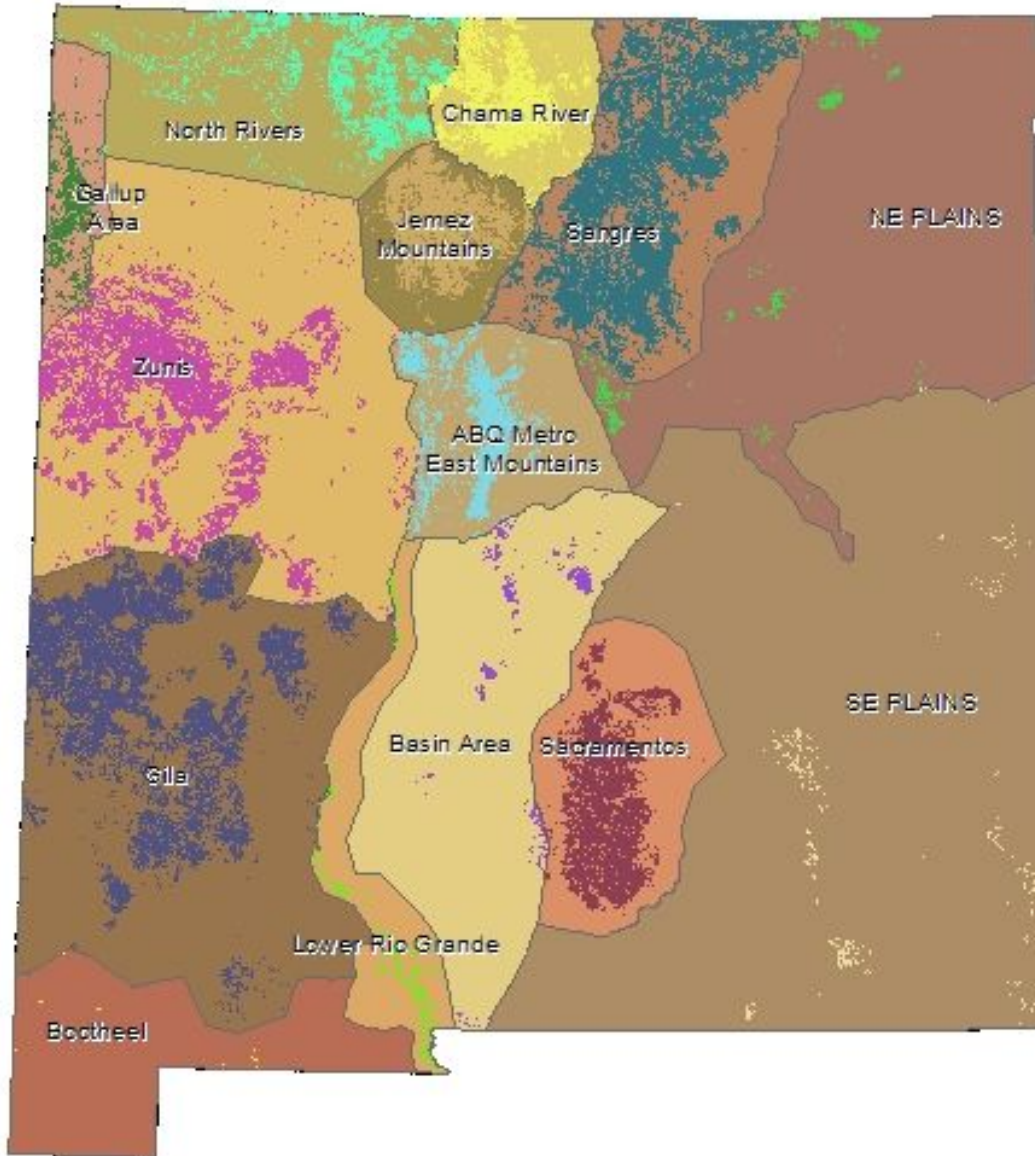 Chama River
North Rivers
Gallup
Area
Jemez
Mountains
Sangres
NE PLAINS
Zunis
ABQ Metro
East Mountains
SE PLAINS
Basin Area
Sacramentos
Gila
Lower Rio Grande
Bootheel